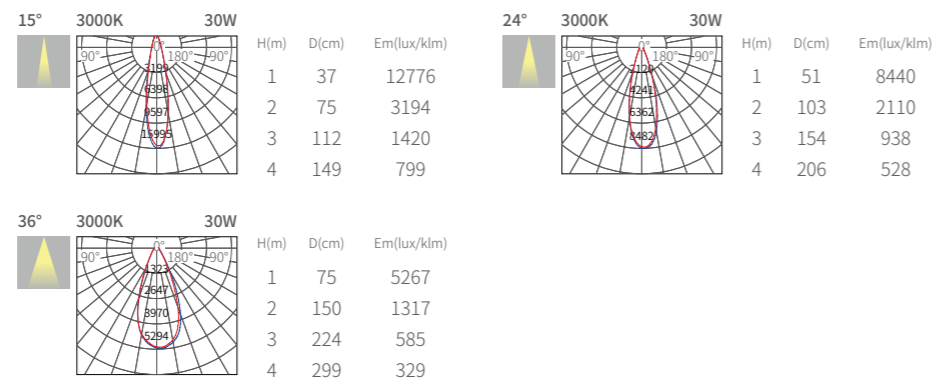 15° 3000K 30W
H(m) D(cm) Em(lux/klm)
0°
-90° 180° -90°
3199
6398
9597
15995
1 37 12776
2 75 3194
3 112 1420
4 149 799
24° 3000K 30W
H(m) D(cm) Em(lux/klm)
0°
-90° 180° -90°
2120
4241
6362
8482
1 51 8440
2 103 2110
3 154 938
4 206 528
36° 3000K 30W
H(m) D(cm) Em(lux/klm)
0°
-90° 180° -90°
1323
2647
3970
5294
1 75 5267
2 150 1317
3 224 585
4 299 329